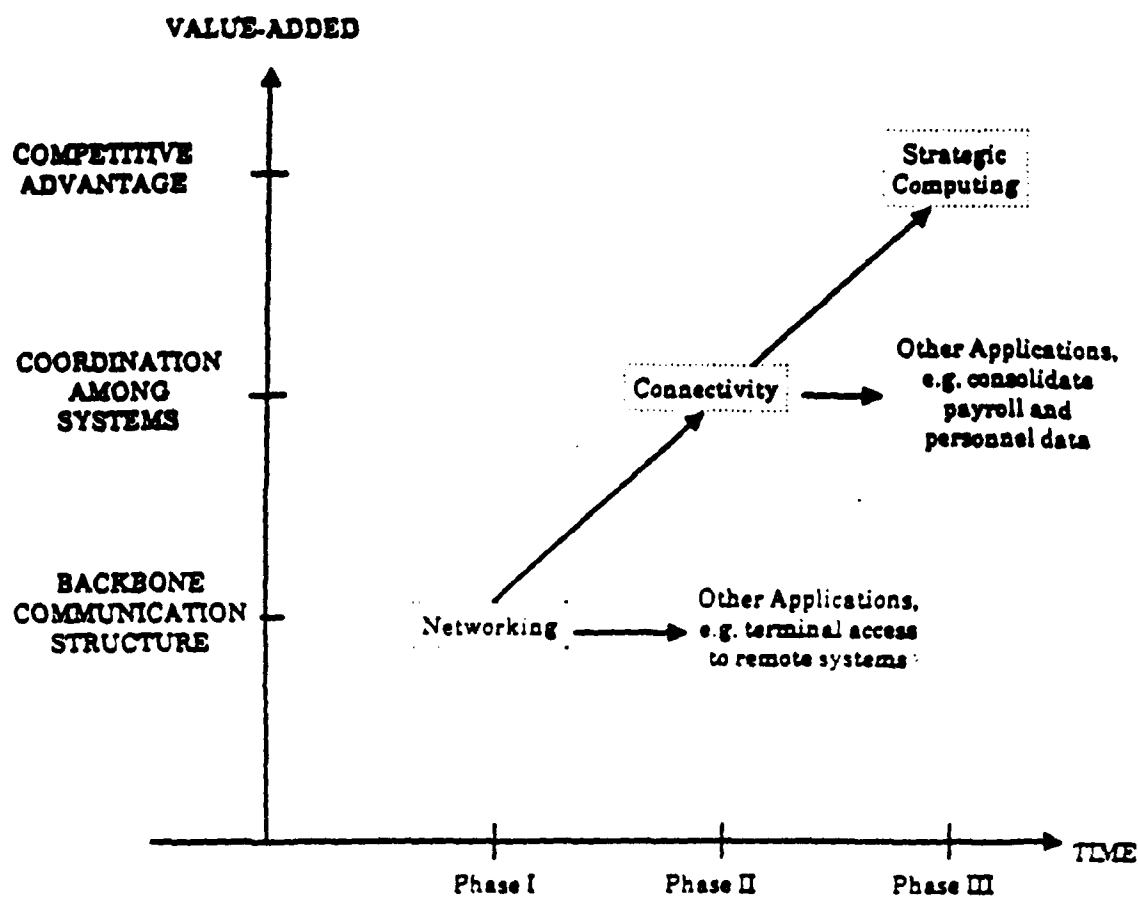 VALUE-ADDED
COMPETITIVE
ADVANTAGE
Strategic
Computing
COORDINATION
AMONG
SYSTEMS
Connectivity
Other Applications,
e.g. consolidate
payroll and
personnel data
BACKBONE
COMMUNICATION
STRUCTURE
Networking
Other Applications,
e.g. terminal access
to remote systems
TIME
Phase I
Phase II
Phase III